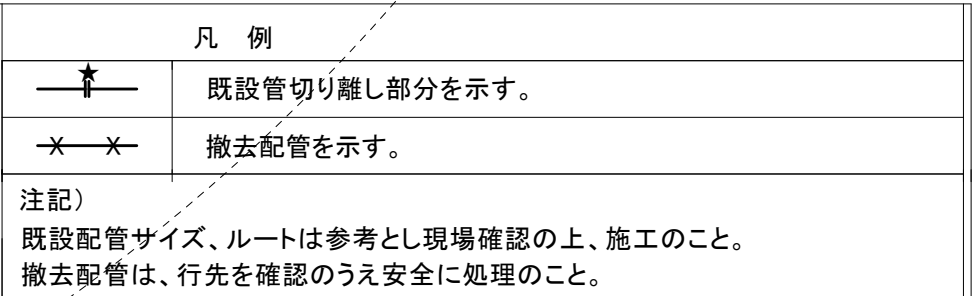 凡 例
★ 既設管切り離し部分を示す。
X X 撤去配管を示す。
注記）
既設配管サイズ、ルートは参考とし現場確認の上、施工のこと。
撤去配管は、行先を確認のうえ安全に処理のこと。